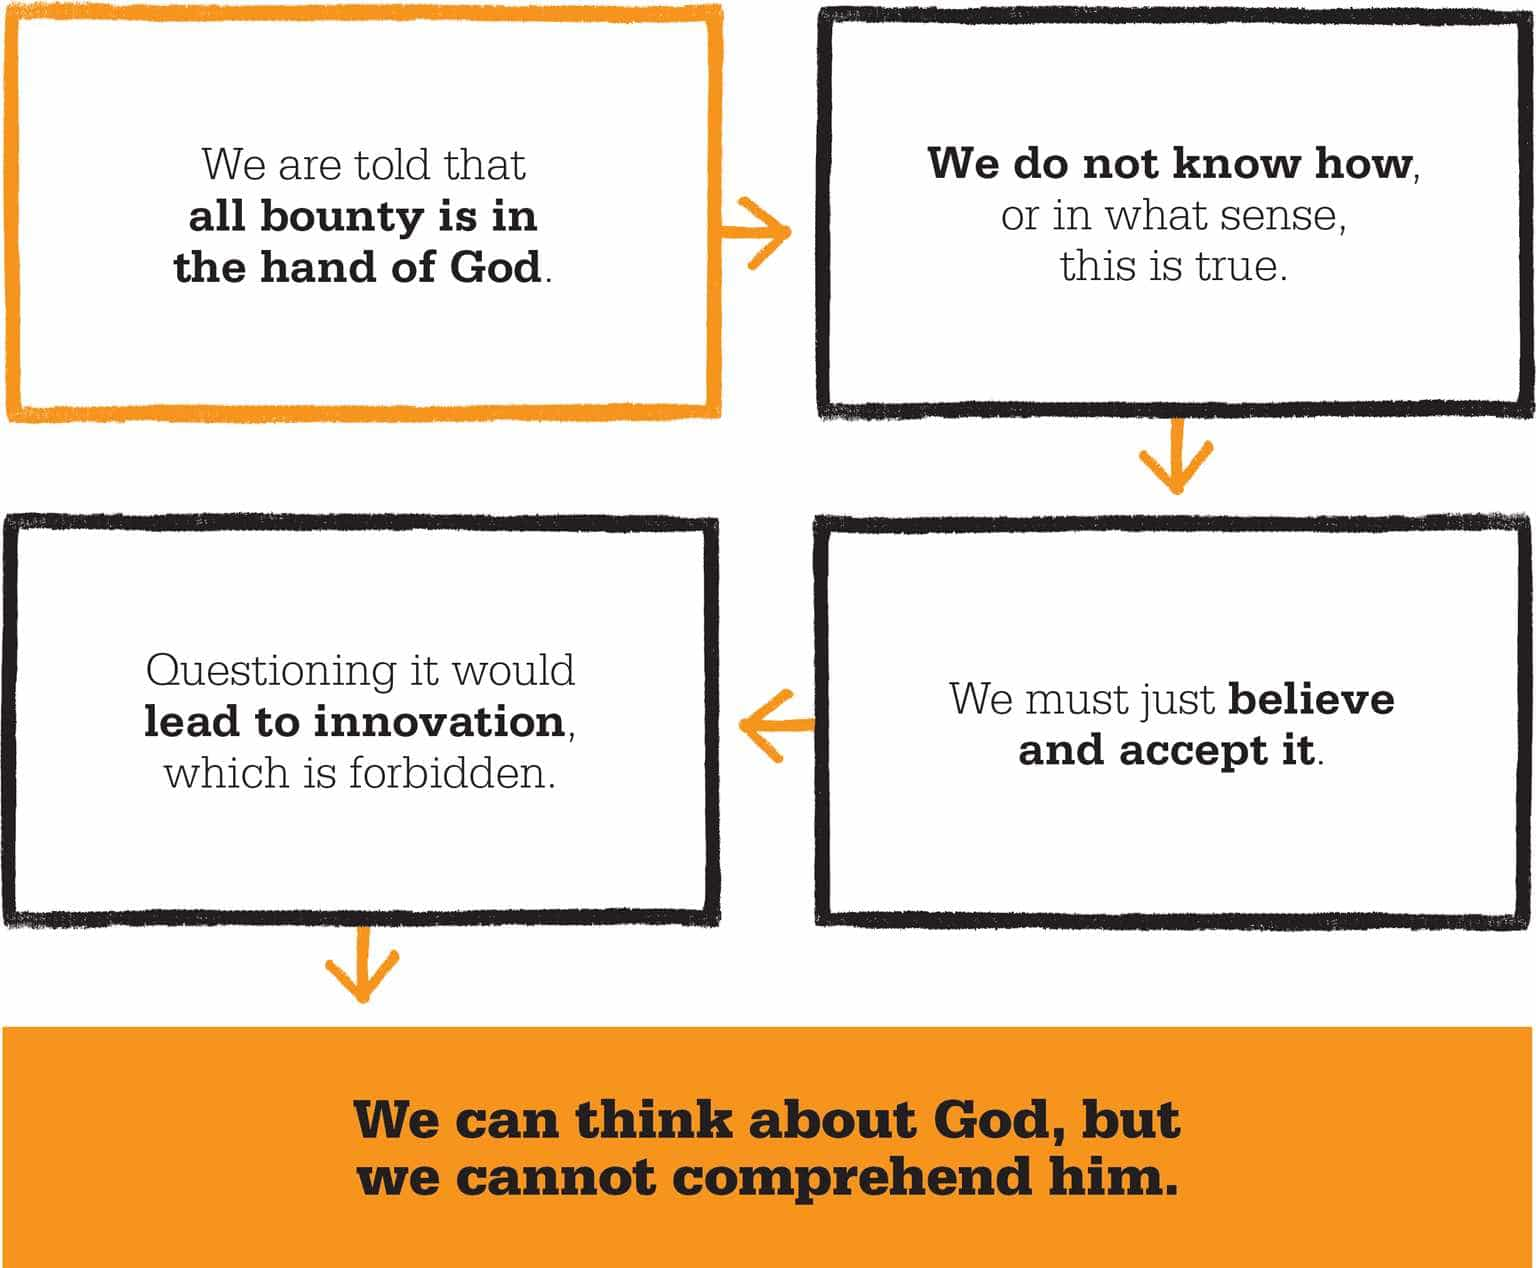 We are told that
all bounty is in
the hand of God.
We do not know how,
or in what sense,
this is true.
We must just believe
and accept it.
Questioning it would
lead to innovation,
which is forbidden.
We can think about God, but
we cannot comprehend him.